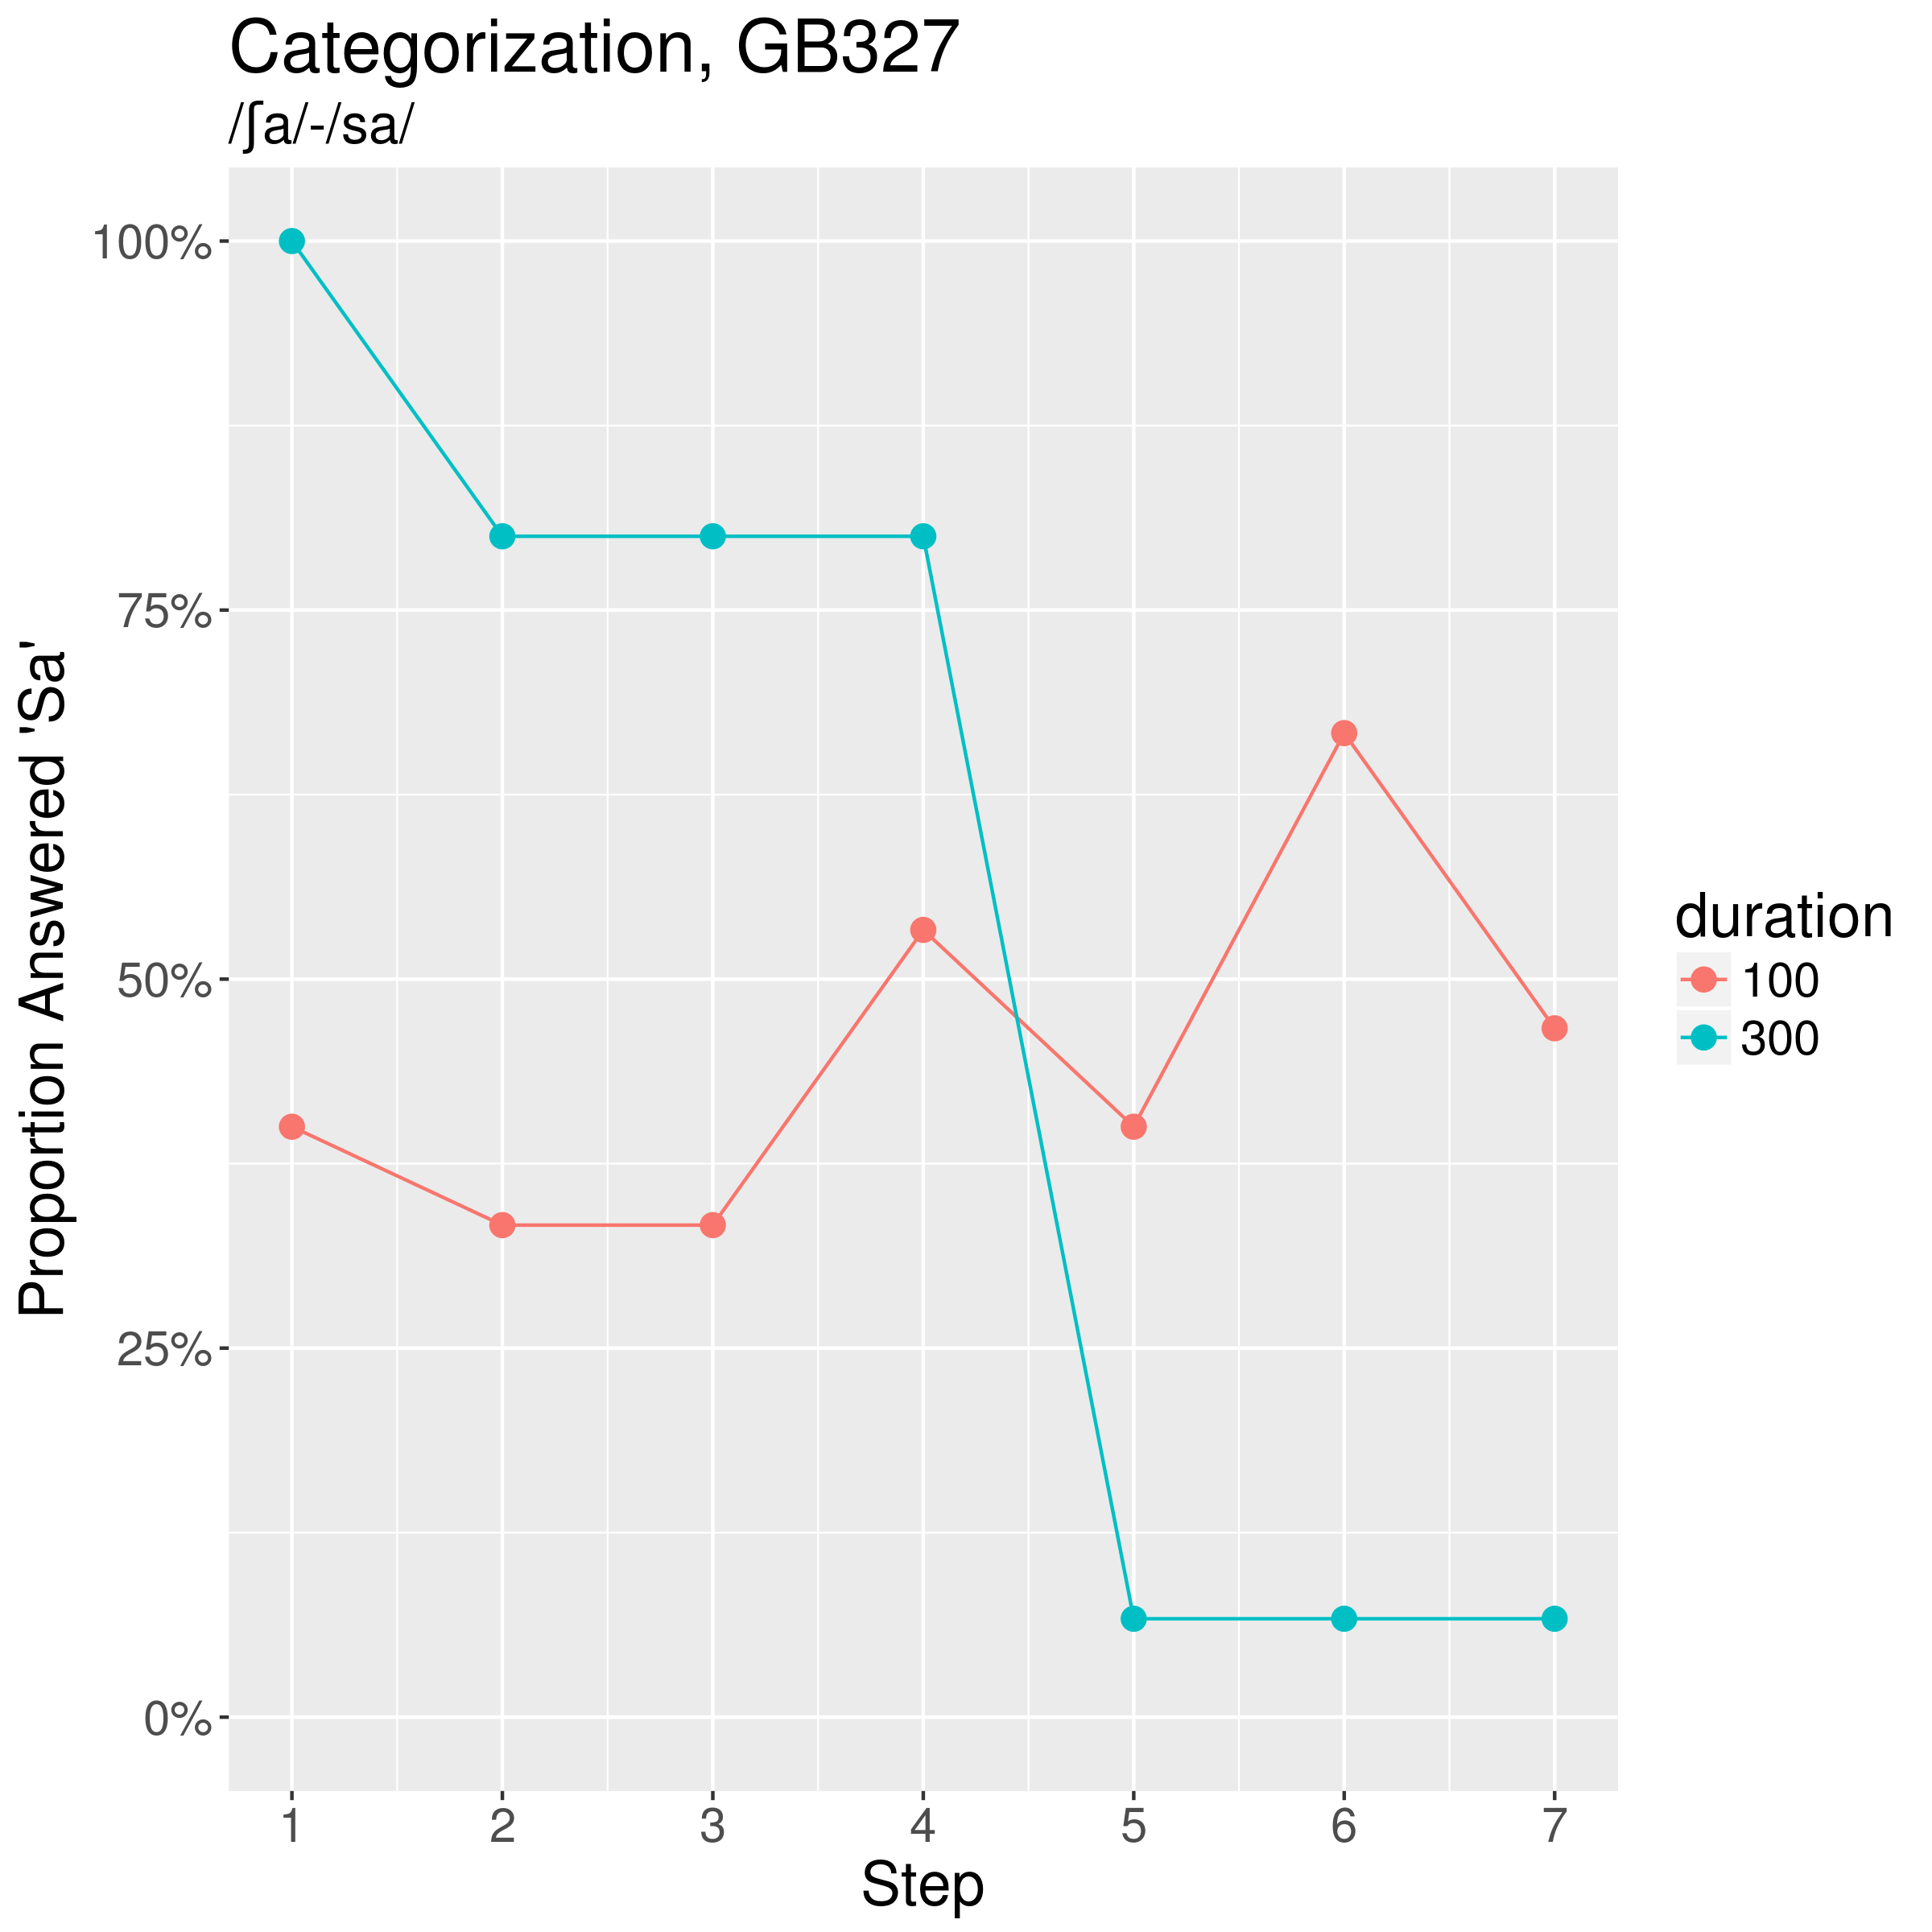 Categorization, GB327
/ʃa/-/sa/
Proportion Answered 'Sa'
100%
75%
50%
25%
0%
1 2 3 4 5 6 7
Step
duration
100
300